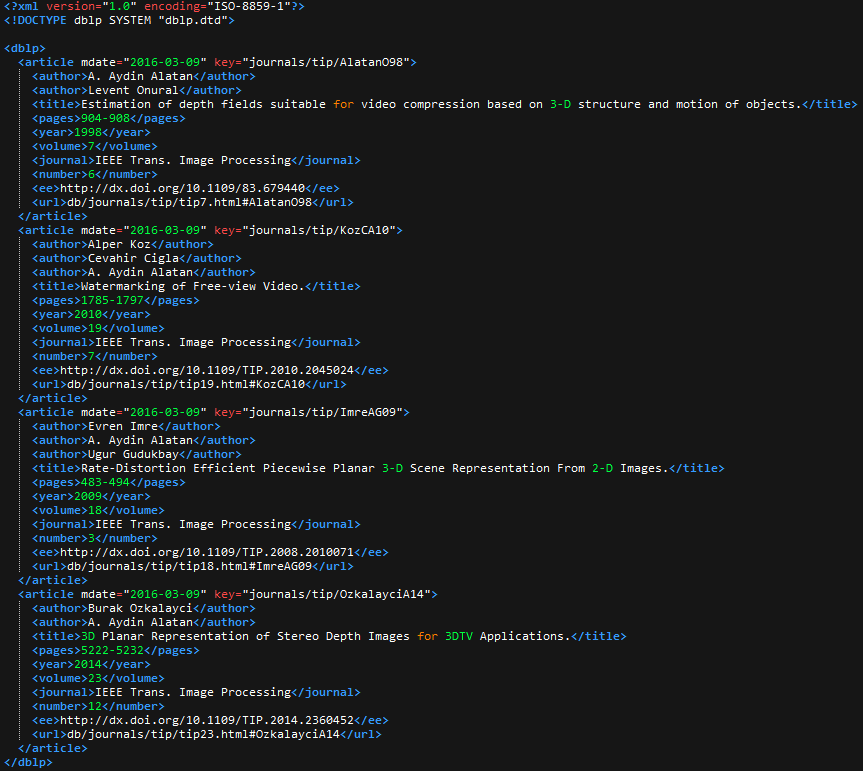 <?xml version="1.0" encoding="ISO-8859-1"?>
<!DOCTYPE dblp SYSTEM "dblp.dtd">

<dblp>
  <article mdate="2016-03-09" key="journals/tip/AlatanO98">
    <author>A. Aydin Alatan</author>
    <author>Levent Onural</author>
    <title>Estimation of depth fields suitable for video compression based on 3-D structure and motion of objects.</title>
    <pages>904-908</pages>
    <year>1998</year>
    <volume>7</volume>
    <journal>IEEE Trans. Image Processing</journal>
    <number>6</number>
    <ee>http://dx.doi.org/10.1109/83.679440</ee>
    <url>db/journals/tip/tip7.html#AlatanO98</url>
  </article>
  <article mdate="2016-03-09" key="journals/tip/KozCA10">
    <author>Alper Koz</author>
    <author>Cevahir Cigla</author>
    <author>A. Aydin Alatan</author>
    <title>Watermarking of Free-view Video.</title>
    <pages>1785-1797</pages>
    <year>2010</year>
    <volume>19</volume>
    <journal>IEEE Trans. Image Processing</journal>
    <number>7</number>
    <ee>http://dx.doi.org/10.1109/TIP.2010.2045024</ee>
    <url>db/journals/tip/tip19.html#KozCA10</url>
  </article>
  <article mdate="2016-03-09" key="journals/tip/ImreAG09">
    <author>Evren Imre</author>
    <author>A. Aydin Alatan</author>
    <author>Ugur Gudukbay</author>
    <title>Rate-Distortion Efficient Piecewise Planar 3-D Scene Representation From 2-D Images.</title>
    <pages>483-494</pages>
    <year>2009</year>
    <volume>18</volume>
    <journal>IEEE Trans. Image Processing</journal>
    <number>3</number>
    <ee>http://dx.doi.org/10.1109/TIP.2008.2010071</ee>
    <url>db/journals/tip/tip18.html#ImreAG09</url>
  </article>
  <article mdate="2016-03-09" key="journals/tip/OzkalayciA14">
    <author>Burak Ozkalayci</author>
    <author>A. Aydin Alatan</author>
    <title>3D Planar Representation of Stereo Depth Images for 3DTV Applications.</title>
    <pages>5222-5232</pages>
    <year>2014</year>
    <volume>23</volume>
    <journal>IEEE Trans. Image Processing</journal>
    <number>12</number>
    <ee>http://dx.doi.org/10.1109/TIP.2014.2360452</ee>
    <url>db/journals/tip/tip23.html#OzkalayciA14</url>
  </article>
</dblp>